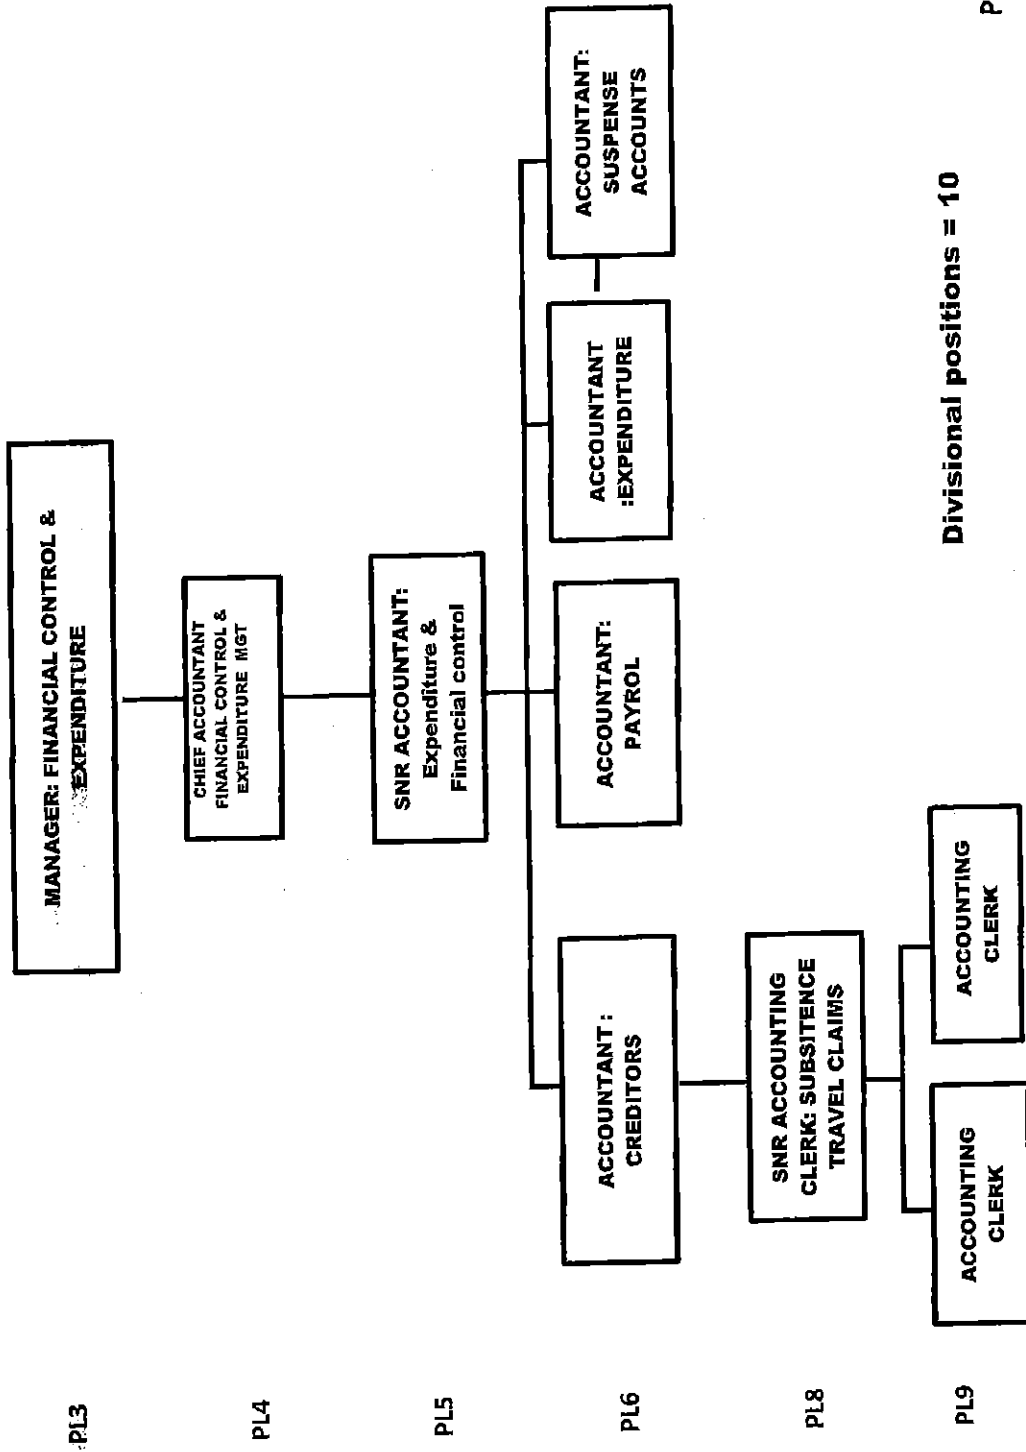 PL3
MANAGER: FINANCIAL CONTROL &
EXPENDITURE
PL4
CHIEF ACCOUNTANT
FINANCIAL CONTROL &
EXPENDITURE MGT
PL5
SNR ACCOUNTANT:
Expenditure &
Financial control
PL6
ACCOUNTANT :
CREDITORS
ACCOUNTANT:
PAYROL
ACCOUNTANT
:EXPENDITURE
ACCOUNTANT:
SUSPENSE
ACCOUNTS
PL8
SNR ACCOUNTING
CLERK: SUBSITENCE
TRAVEL CLAIMS
PL9
ACCOUNTING
CLERK
ACCOUNTING
CLERK
Divisional positions = 10
P